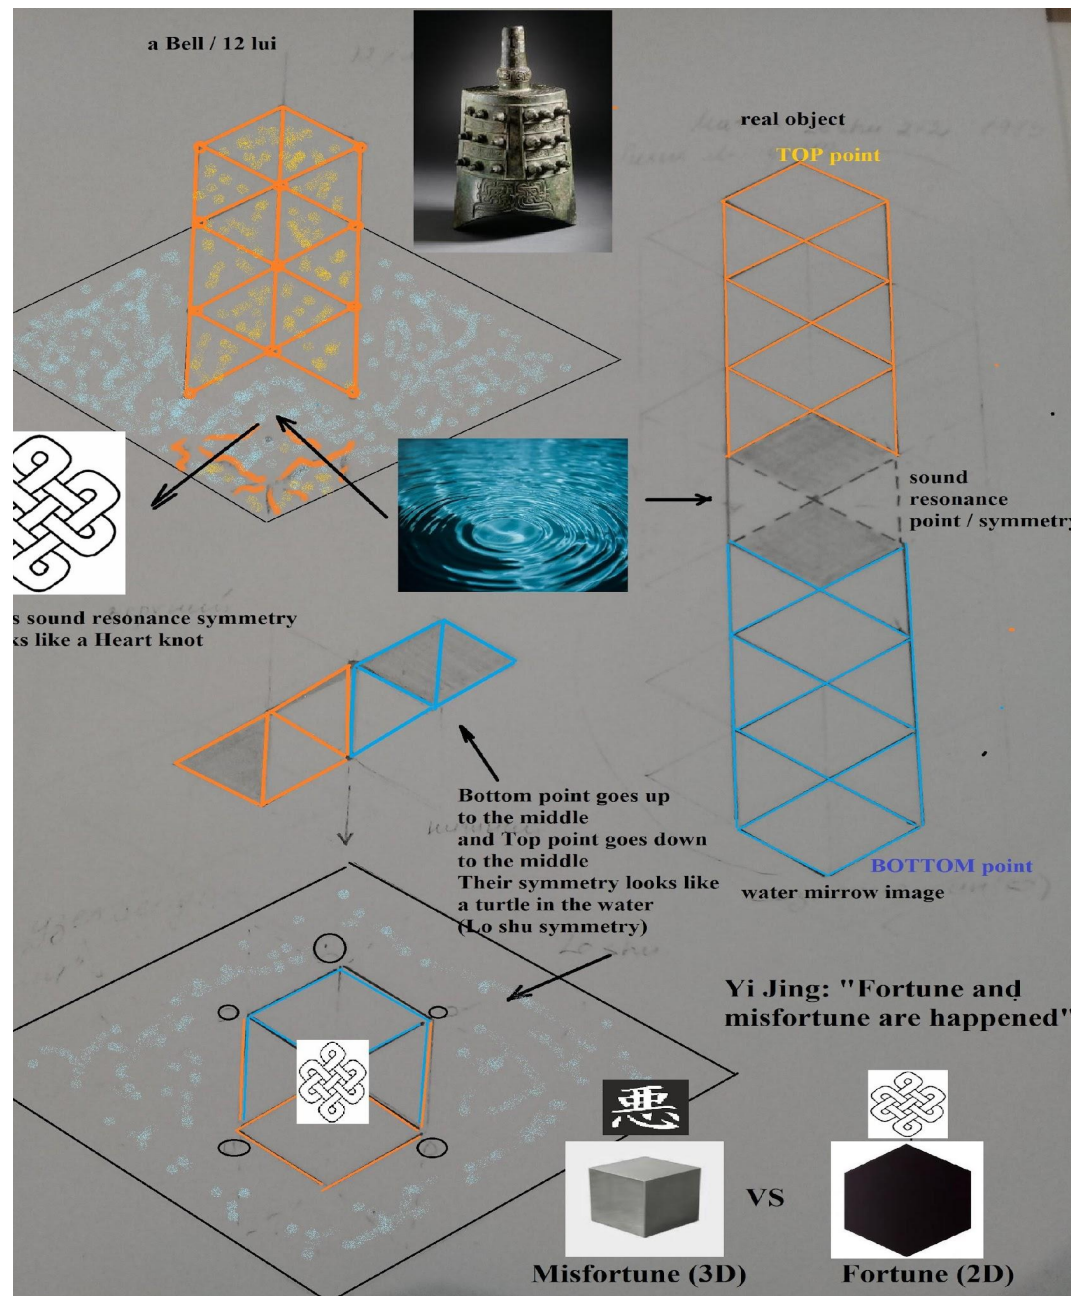 a Bell / 12 lui
real object
TOP point
sound
resonance
point / symmetry
s sound resonance symmetry
ks like a Heart knot
Bottom point goes up
to the middle
and Top point goes down
to the middle
Their symmetry looks like
a turtle in the water
(Lo shu symmetry)
BOTTOM point
water mirrow image
Lo shu
Yi Jing: "Fortune and
misfortune are happened"
悪
VS
Misfortune (3D)
Fortune (2D)